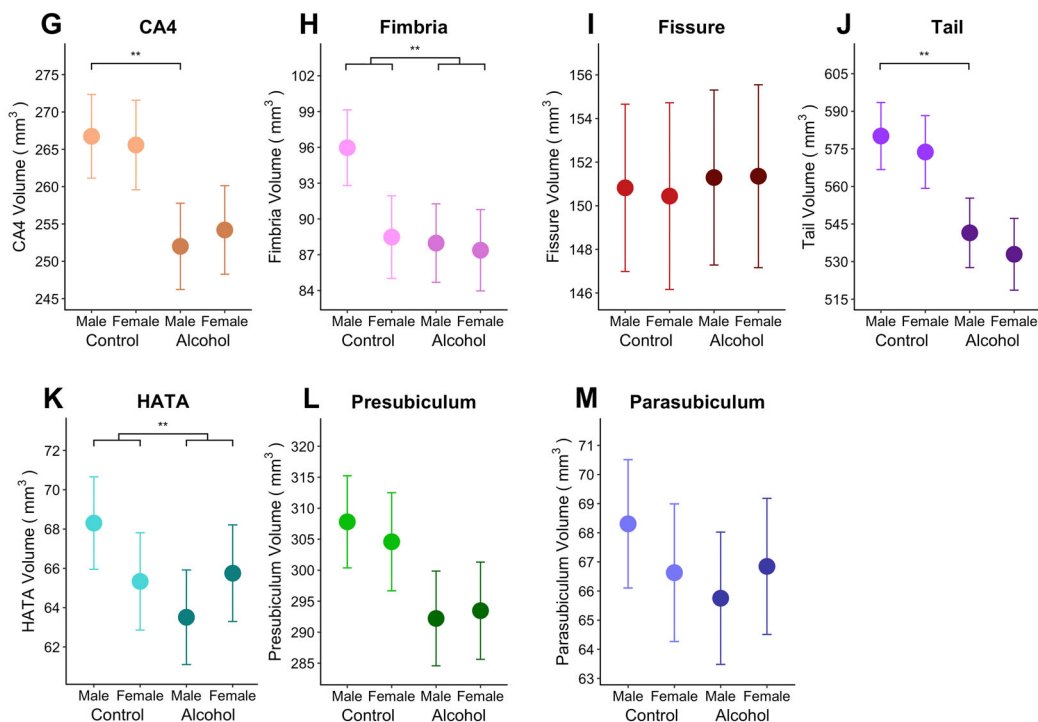 G CA4
**
CA4 Volume ( mm³ )
275
270
265
260
255
250
245
Male Female Male Female
Control Alcohol
H Fimbria
**
Fimbria Volume ( mm³ )
102
99
96
93
90
87
84
Male Female Male Female
Control Alcohol
I Fissure
Fissure Volume ( mm³ )
156
154
152
150
148
146
Male Female Male Female
Control Alcohol
J Tail
**
Tail Volume ( mm³ )
605
590
575
560
545
530
515
Male Female Male Female
Control Alcohol
K HATA
**
HATA Volume ( mm³ )
72
70
68
66
64
62
Male Female Male Female
Control Alcohol
L Presubiculum
Presubiculum Volume ( mm³ )
320
315
310
305
300
295
290
285
Male Female Male Female
Control Alcohol
M Parasubiculum
Parasubiculum Volume ( mm³ )
71
70
69
68
67
66
65
64
63
Male Female Male Female
Control Alcohol